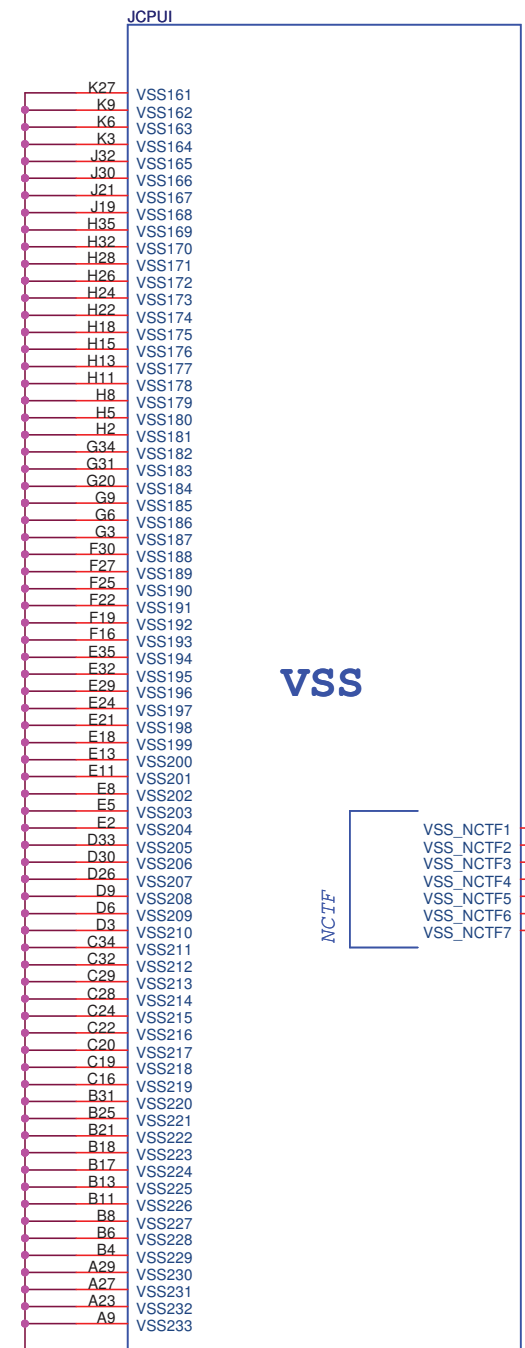 JCPUI
K27 VSS161
K9 VSS162
K6 VSS163
K3 VSS164
J32 VSS165
J30 VSS166
J21 VSS167
J19 VSS168
H35 VSS169
H32 VSS170
H28 VSS171
H26 VSS172
H24 VSS173
H22 VSS174
H18 VSS175
H15 VSS176
H13 VSS177
H11 VSS178
H8 VSS179
H5 VSS180
H2 VSS181
G34 VSS182
G31 VSS183
G20 VSS184
G9 VSS185
G6 VSS186
G3 VSS187
F30 VSS188
F27 VSS189
F25 VSS190
F22 VSS191
F19 VSS192
F16 VSS193
E35 VSS194
E32 VSS195
E29 VSS196
E24 VSS197
E21 VSS198
E18 VSS199
E13 VSS200
E11 VSS201
E8 VSS202
E5 VSS203
E2 VSS204
D33 VSS205
D30 VSS206
D26 VSS207
D9 VSS208
D6 VSS209
D3 VSS210
C34 VSS211
C32 VSS212
C29 VSS213
C28 VSS214
C24 VSS215
C22 VSS216
C20 VSS217
C19 VSS218
C16 VSS219
B31 VSS220
B25 VSS221
B21 VSS222
B18 VSS223
B17 VSS224
B13 VSS225
B11 VSS226
B8 VSS227
B6 VSS228
B4 VSS229
A29 VSS230
A27 VSS231
A23 VSS232
A9 VSS233
VSS
NCTF
VSS_NCTF1
VSS_NCTF2
VSS_NCTF3
VSS_NCTF4
VSS_NCTF5
VSS_NCTF6
VSS_NCTF7